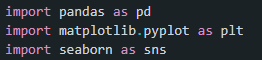 import pandas as pd
import matplotlib.pyplot as plt
import seaborn as sns